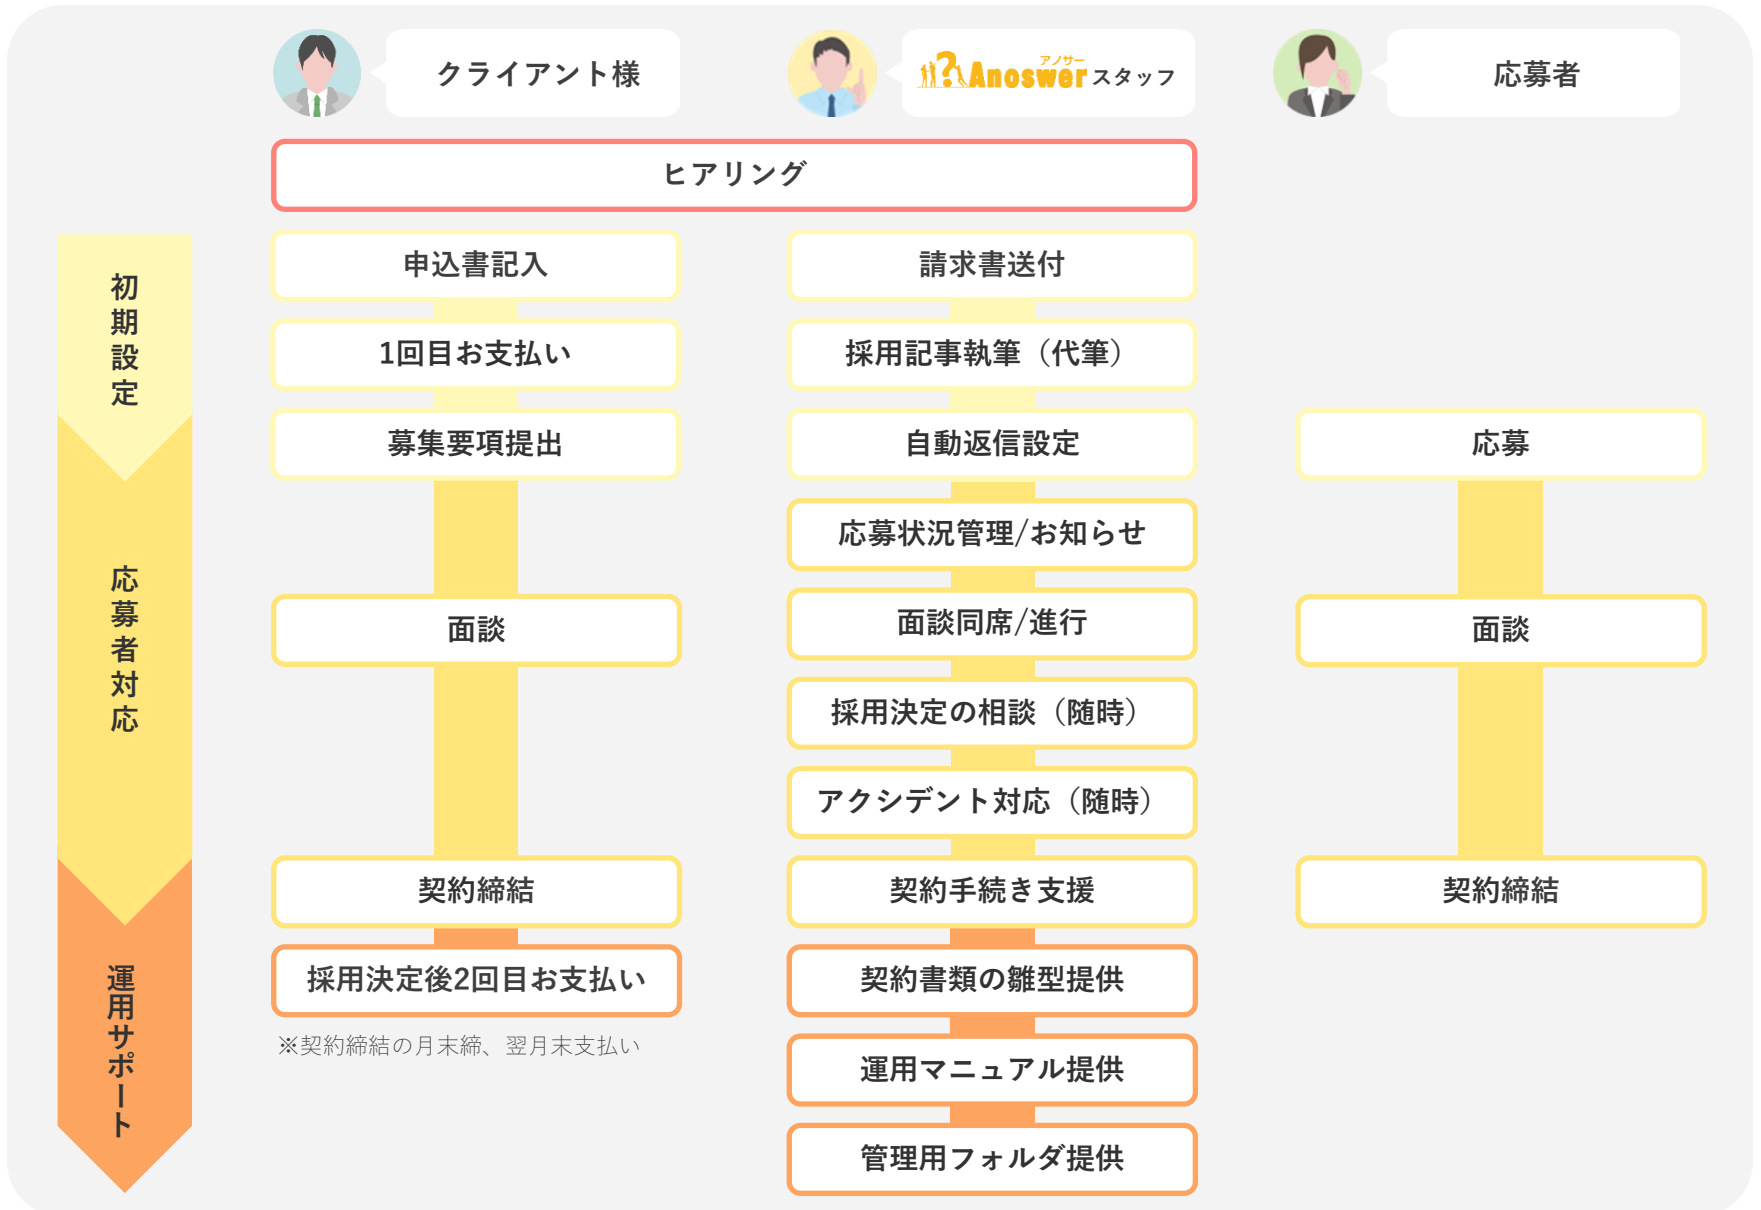 クライアント様
アノサー
Anoswer スタッフ
応募者
ヒアリング
初期設定
申込書記入
請求書送付
1回目お支払い
採用記事執筆（代筆）
募集要項提出
自動返信設定
応募
応募者対応
応募状況管理/お知らせ
面談
面談同席/進行
面談
採用決定の相談（随時）
アクシデント対応（随時）
契約締結
契約手続き支援
契約締結
運用サポート
採用決定後2回目お支払い
契約書類の雛型提供
※契約締結の月末締、翌月末支払い
運用マニュアル提供
管理用フォルダ提供